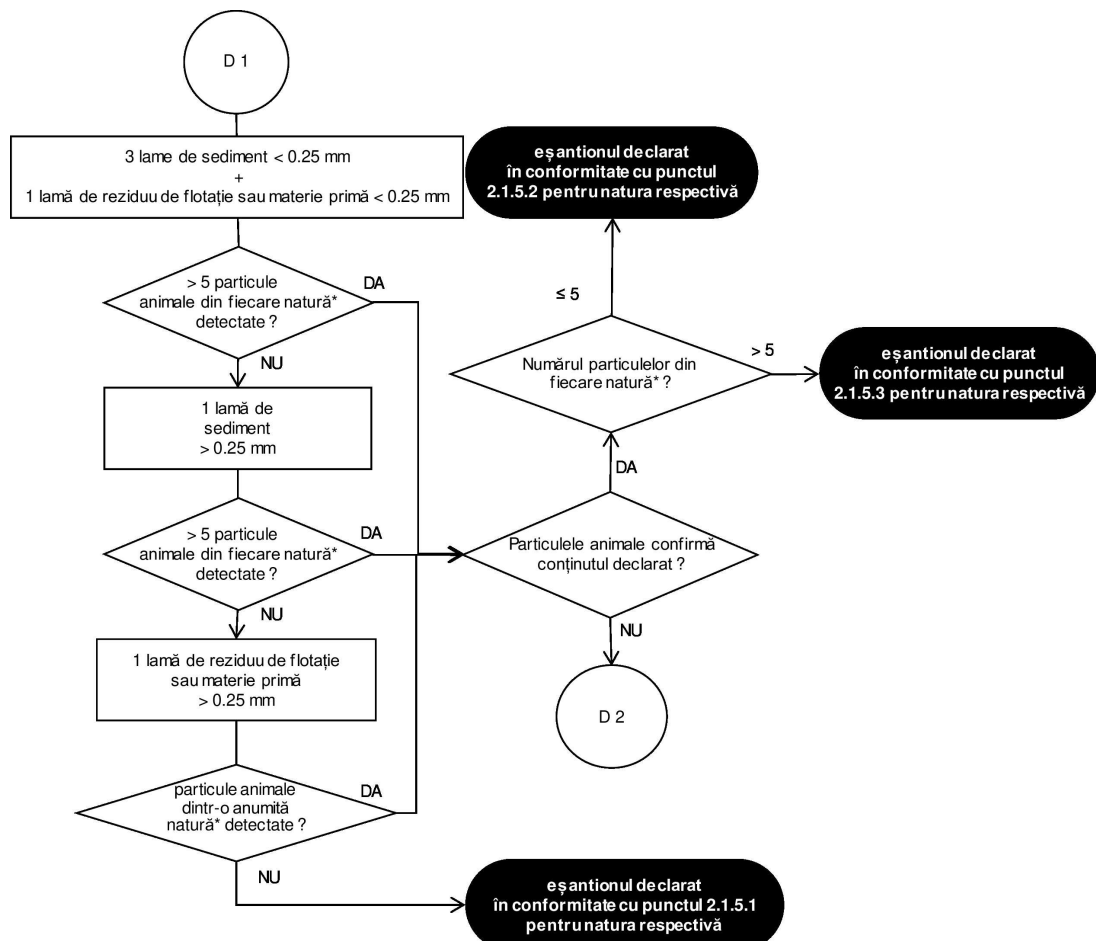 D 1
3 lame de sediment < 0.25 mm
+
1 lamă de reziduu de flotație sau materie primă < 0.25 mm
> 5 particule
animale din fiecare natură*
detectate ?
DA
NU
1 lamă de
sediment
> 0.25 mm
> 5 particule
animale din fiecare natură*
detectate ?
DA
NU
1 lamă de reziduu de flotație
sau materie primă
> 0.25 mm
particule animale
dintr-o anumită
natură* detectate ?
DA
NU
eșantionul declarat
în conformitate cu punctul 2.1.5.1
pentru natura respectivă
eșantionul declarat
în conformitate cu punctul
2.1.5.2 pentru natura respectivă
≤ 5
Numărul particulelor din
fiecare natură* ?
> 5
eșantionul declarat
în conformitate cu punctul
2.1.5.3 pentru natura respectivă
DA
Particulele animale confirmă
conținutul declarat ?
NU
D 2